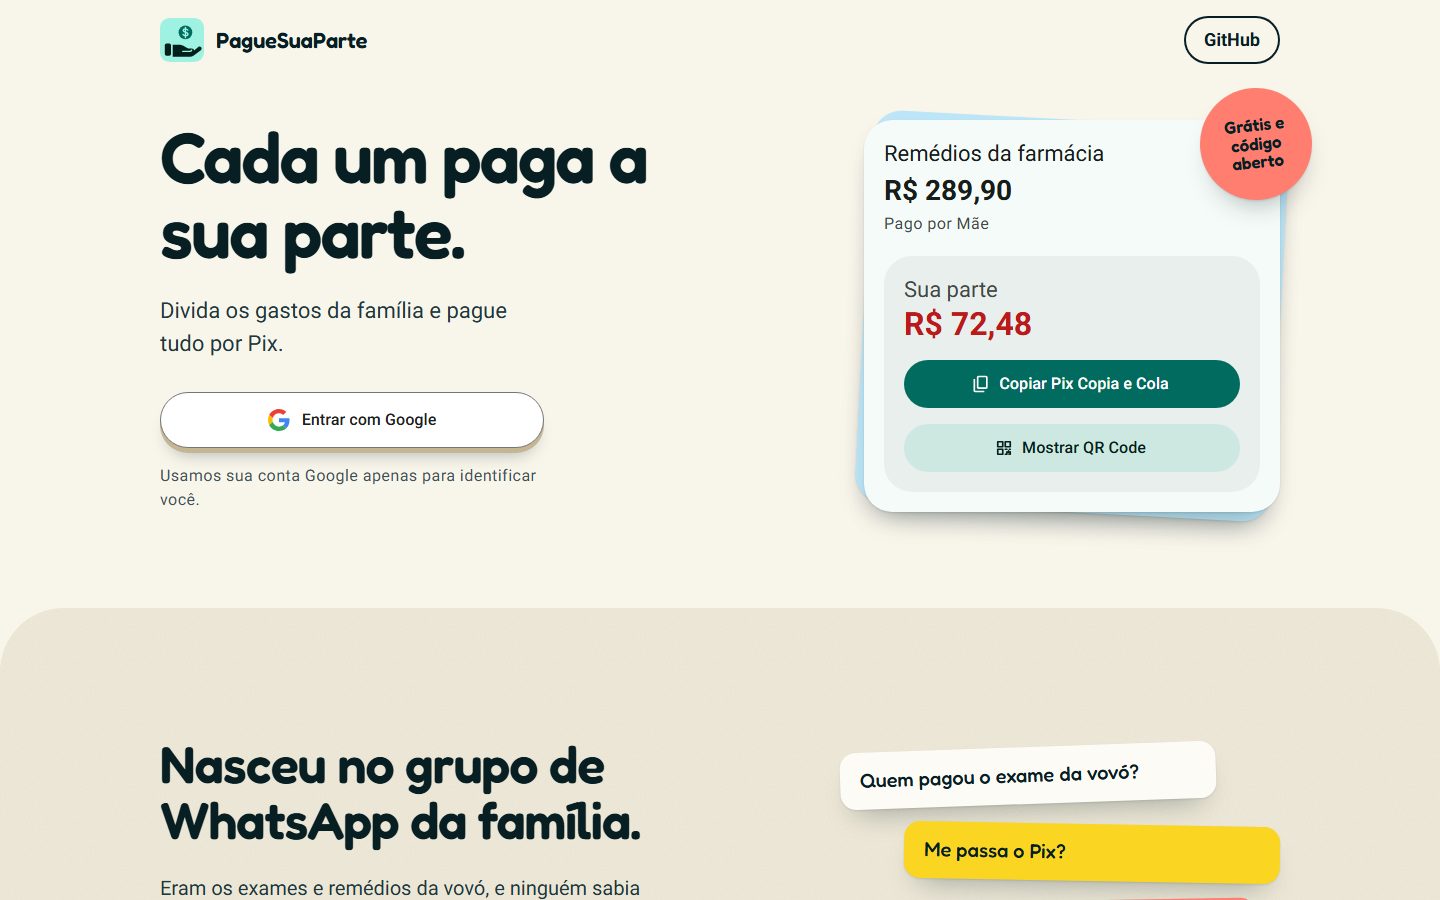 PagueSuaParte
GitHub
Cada um paga a
sua parte.
Divida os gastos da família e pague
tudo por Pix.
Entrar com Google
Usamos sua conta Google apenas para identificar
você.
Grátis e
código
aberto
Remédios da farmácia
R$ 289,90
Pago por Mãe
Sua parte
R$ 72,48
Copiar Pix Copia e Cola
Mostrar QR Code
Nasceu no grupo de
WhatsApp da família.
Eram os exames e remédios da vovó, e ninguém sabia
Quem pagou o exame da vovó?
Me passa o Pix?